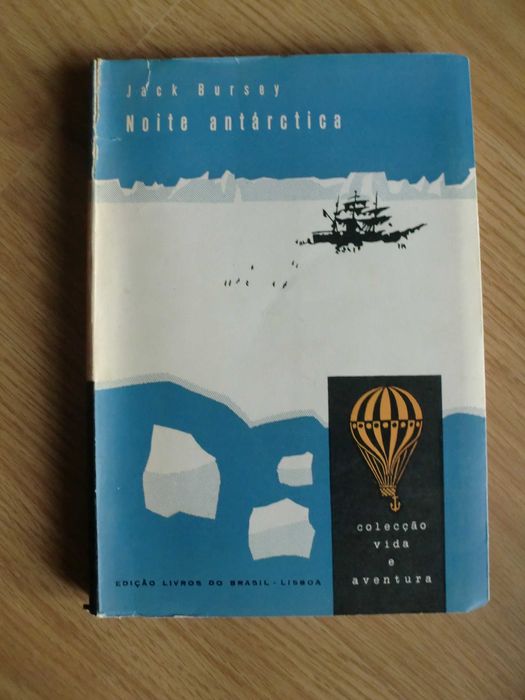 Jack Bursey
Noite antárctica
colecção
vida
e
aventura
EDIÇÃO LIVROS DO BRASIL - LISBOA